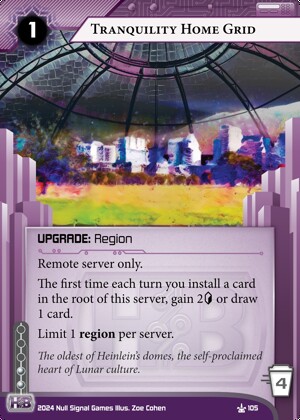 1
Tranquility Home Grid
UPGRADE: Region
Remote server only.
The first time each turn you install a card
in the root of this server, gain 2 or draw
1 card.
Limit 1 region per server.
The oldest of Heinlein's domes, the self-proclaimed
heart of Lunar culture.
4
H B
2024 Null Signal Games Illus. Zoe Cohen
105